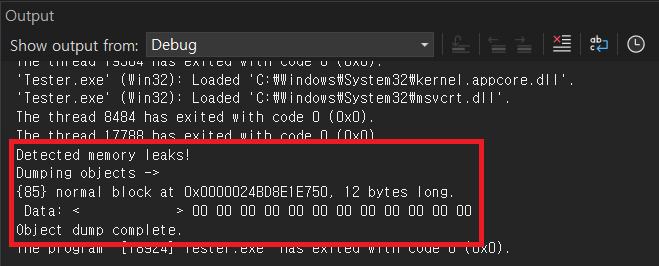 Output
Show output from: Debug
The thread 19564 has exited with code 0 (0x0).
'Tester.exe' (Win32): Loaded 'C:₩Windows₩System32₩kernel.appcore.dll'.
'Tester.exe' (Win32): Loaded 'C:₩Windows₩System32₩msvcrt.dll'.
The thread 8484 has exited with code 0 (0x0).
The thread 17788 has exited with code 0 (0x0).
Detected memory leaks!
Dumping objects ->
{85} normal block at 0x0000024BD8E1E750, 12 bytes long.
Data: < > 00 00 00 00 00 00 00 00 00 00 00 00
Object dump complete.
The program '[18924] Tester.exe' has exited with code 0 (0x0).